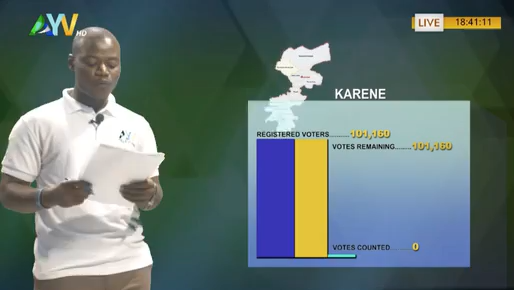 AYV HD
LIVE 18:41:11
KARENE
REGISTERED VOTERS..........101,160
VOTES REMAINING........101,160
VOTES COUNTED..........0